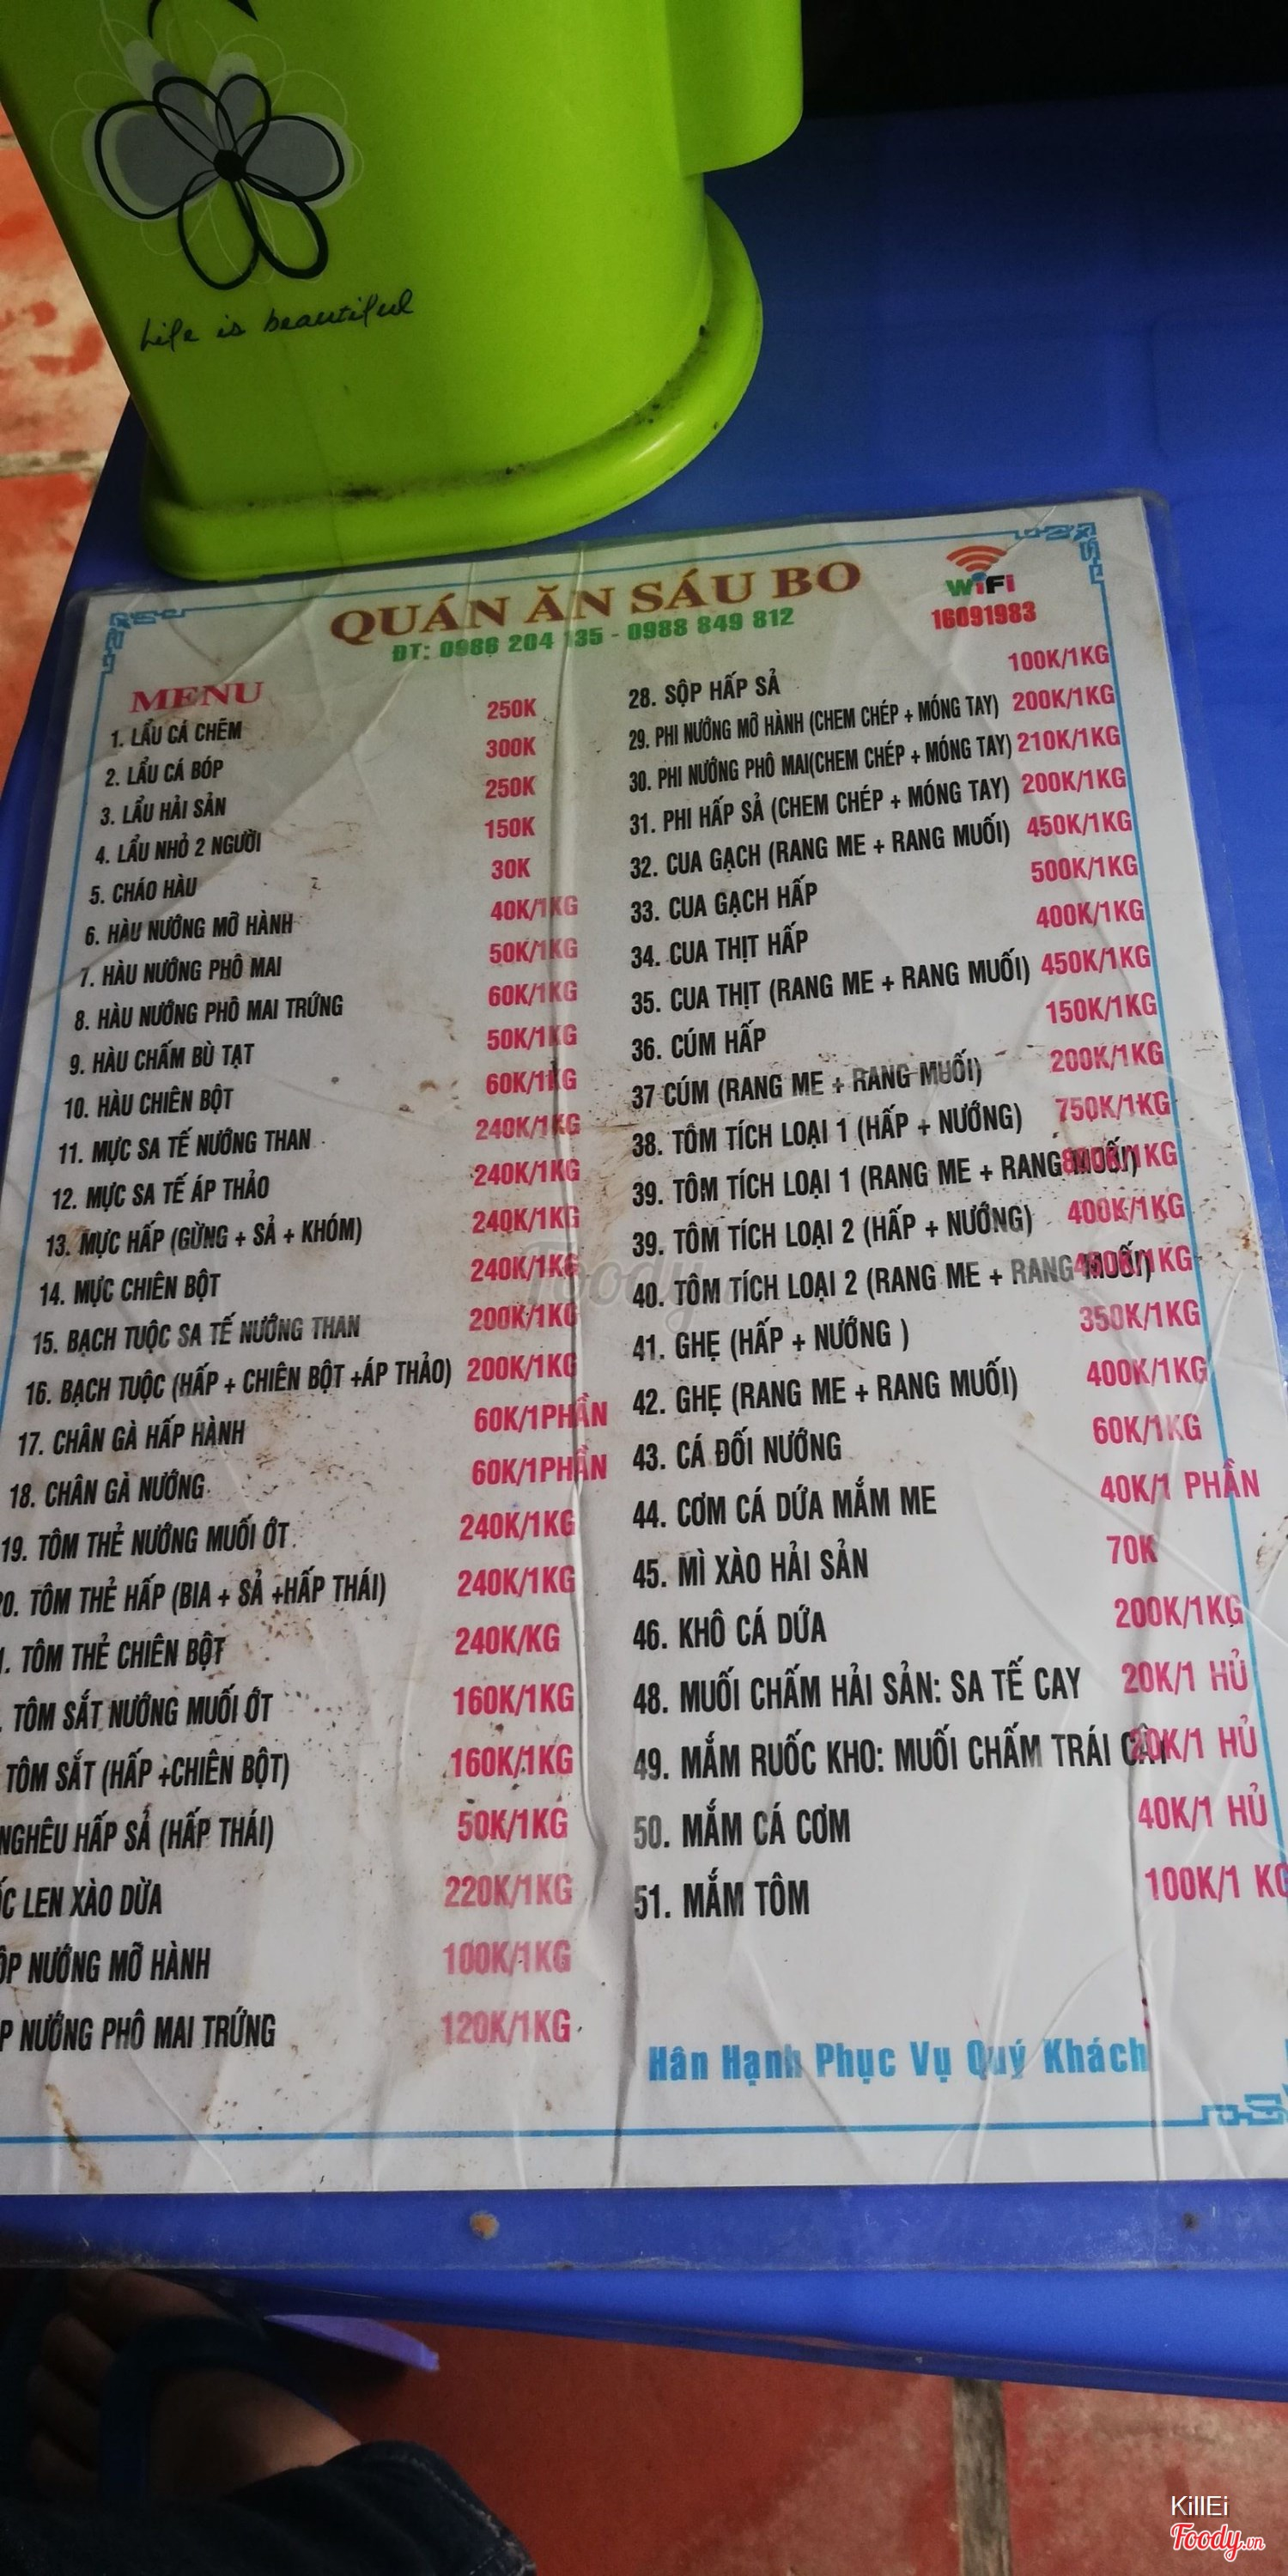 Life is beautiful
QUÁN ĂN SÁU BO
ĐT: 0986 204 135 - 0988 849 812
WiFi
16091983
MENU
1. LẨU CÁ CHẼM 250K
2. LẨU CÁ BÓP 300K
3. LẨU HẢI SẢN 250K
4. LẨU NHỎ 2 NGƯỜI 150K
5. CHÁO HÀU 30K
6. HÀU NƯỚNG MỠ HÀNH 40K/1KG
7. HÀU NƯỚNG PHÔ MAI 50K/1KG
8. HÀU NƯỚNG PHÔ MAI TRỨNG 60K/1KG
9. HÀU CHẤM BÙ TẠT 50K/1KG
10. HÀU CHIÊN BỘT 60K/1KG
11. MỰC SA TẾ NƯỚNG THAN 240K/1KG
12. MỰC SA TẾ ÁP THẢO 240K/1KG
13. MỰC HẤP (GỪNG + SẢ + KHÓM) 240K/1KG
14. MỰC CHIÊN BỘT 240K/1KG
15. BẠCH TUỘC SA TẾ NƯỚNG THAN 200K/1KG
16. BẠCH TUỘC (HẤP + CHIÊN BỘT +ÁP THẢO) 200K/1KG
17. CHÂN GÀ HẤP HÀNH 60K/1PHẦN
18. CHÂN GÀ NƯỚNG 60K/1PHẦN
19. TÔM THẺ NƯỚNG MUỐI ỚT 240K/1KG
0. TÔM THẺ HẤP (BIA + SẢ +HẤP THÁI) 240K/1KG
1. TÔM THẺ CHIÊN BỘT 240K/KG
. TÔM SẮT NƯỚNG MUỐI ỚT 160K/1KG
TÔM SẮT (HẤP +CHIÊN BỘT) 160K/1KG
NGHÊU HẤP SẢ (HẤP THÁI) 50K/1KG
ỐC LEN XÀO DỪA 220K/1KG
ỘP NƯỚNG MỠ HÀNH 100K/1KG
P NƯỚNG PHÔ MAI TRỨNG 120K/1KG
28. SỘP HẤP SẢ 100K/1KG
29. PHI NƯỚNG MỠ HÀNH (CHEM CHÉP + MÓNG TAY) 200K/1KG
30. PHI NƯỚNG PHÔ MAI(CHEM CHÉP + MÓNG TAY) 210K/1KG
31. PHI HẤP SẢ (CHEM CHÉP + MÓNG TAY) 200K/1KG
32. CUA GẠCH (RANG ME + RANG MUỐI) 450K/1KG
33. CUA GẠCH HẤP 500K/1KG
34. CUA THỊT HẤP 400K/1KG
35. CUA THỊT (RANG ME + RANG MUỐI) 450K/1KG
36. CÚM HẤP 150K/1KG
37 CÚM (RANG ME + RANG MUỐI) 200K/1KG
38. TÔM TÍCH LOẠI 1 (HẤP + NƯỚNG) 750K/1KG
39. TÔM TÍCH LOẠI 1 (RANG ME + RANG MUỐI)
39. TÔM TÍCH LOẠI 2 (HẤP + NƯỚNG) 400K/1KG
40. TÔM TÍCH LOẠI 2 (RANG ME + RANG MUỐI)
41. GHẸ (HẤP + NƯỚNG ) 350K/1KG
42. GHẸ (RANG ME + RANG MUỐI) 400K/1KG
43. CÁ ĐỐI NƯỚNG 60K/1KG
44. CƠM CÁ DỨA MẮM ME 40K/1 PHẦN
45. MÌ XÀO HẢI SẢN 70K
46. KHÔ CÁ DỨA 200K/1KG
48. MUỐI CHẤM HẢI SẢN: SA TẾ CAY 20K/1 HỦ
49. MẮM RUỐC KHO: MUỐI CHẤM TRÁI CÂY 20K/1 HỦ
50. MẮM CÁ CƠM 40K/1 HỦ
51. MẮM TÔM 100K/1 KG
Hân Hạnh Phục Vụ Quý Khách
Foody
KillEi
Foody.vn